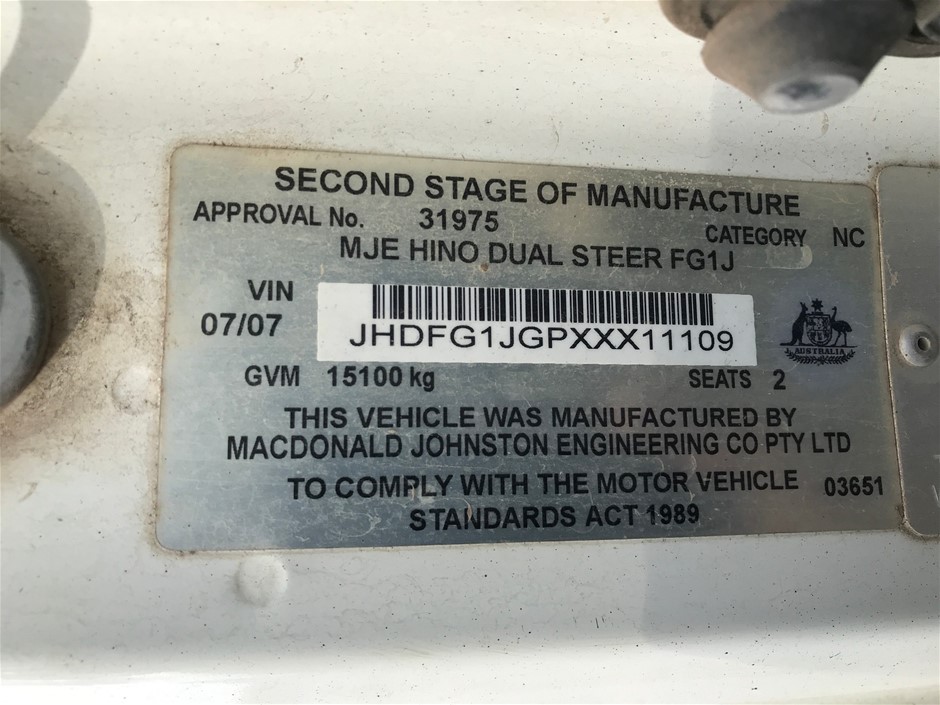 SECOND STAGE OF MANUFACTURE
APPROVAL No. 31975
CATEGORY NC
MJE HINO DUAL STEER FG1J
VIN
07/07
JHDFG1JGPXXX11109
AUSTRALIA
GVM 15100 kg
SEATS 2
THIS VEHICLE WAS MANUFACTURED BY
MACDONALD JOHNSTON ENGINEERING CO PTY LTD
TO COMPLY WITH THE MOTOR VEHICLE 03651
STANDARDS ACT 1989